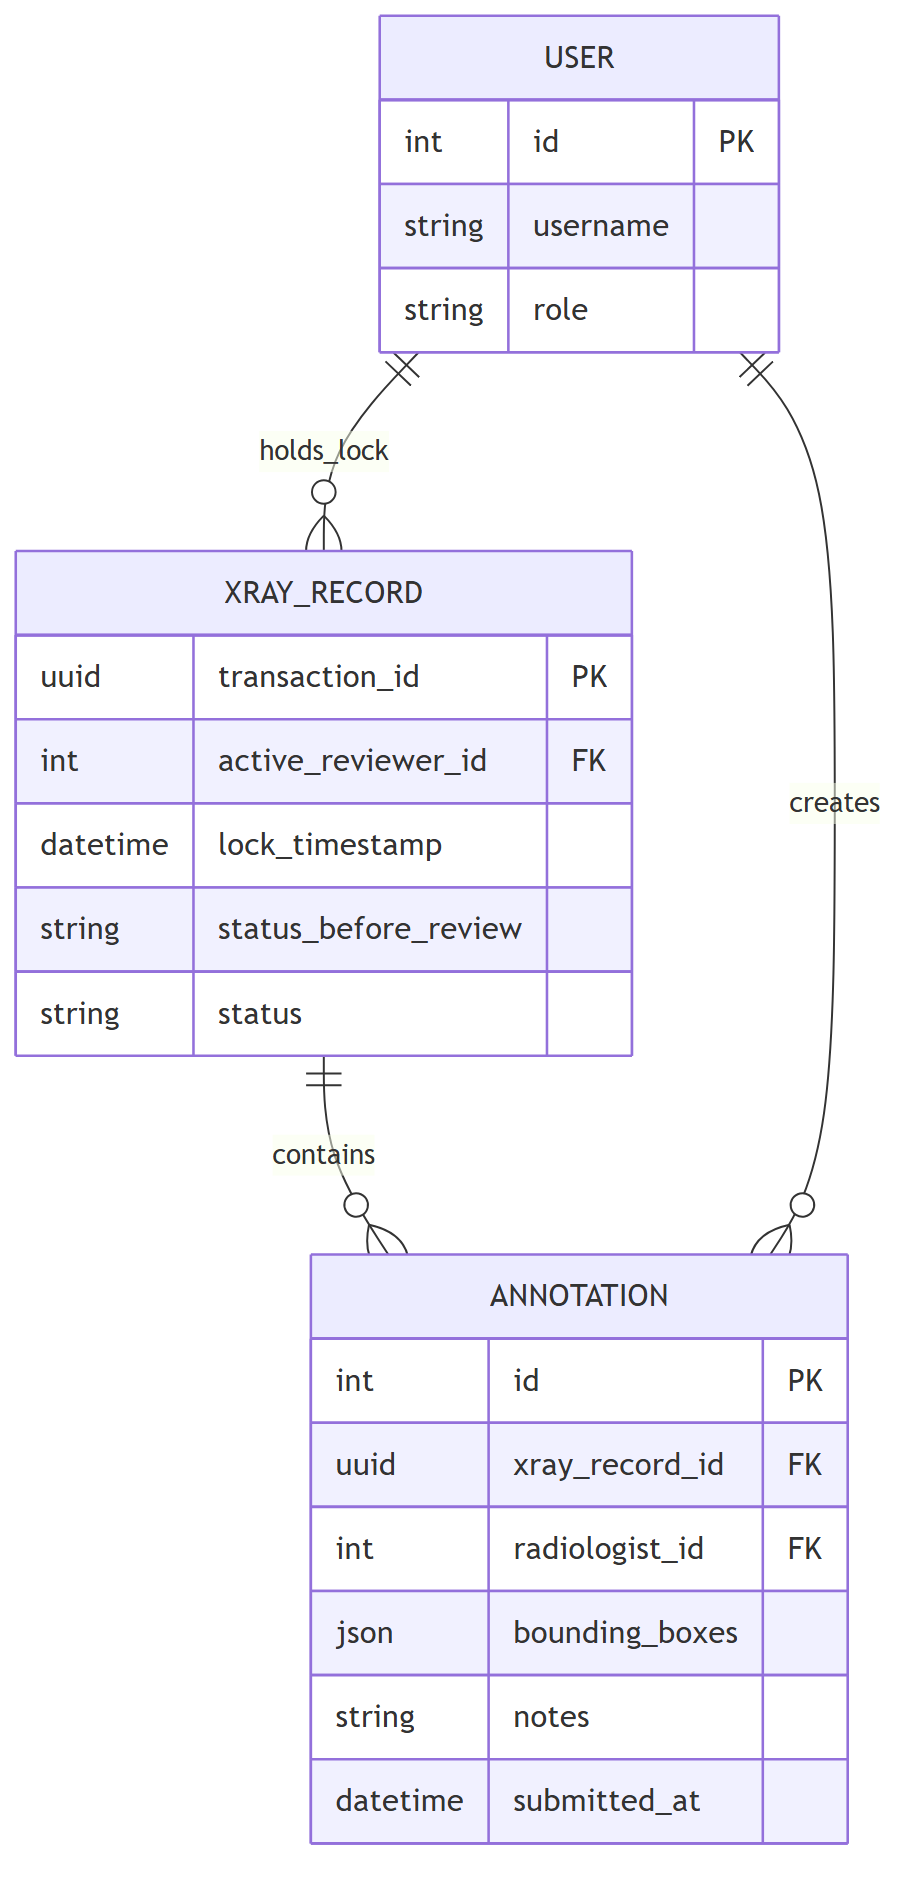 USER
int id PK
string username
string role
holds_lock
XRAY_RECORD
uuid transaction_id PK
int active_reviewer_id FK
datetime lock_timestamp
string status_before_review
string status
creates
contains
ANNOTATION
int id PK
uuid xray_record_id FK
int radiologist_id FK
json bounding_boxes
string notes
datetime submitted_at